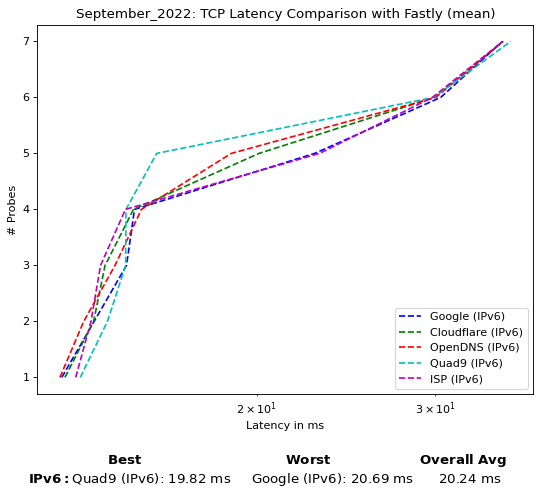 September_2022: TCP Latency Comparison with Fastly (mean)
7
6
5
4
3
2
1
# Probes
Google (IPv6)
Cloudflare (IPv6)
OpenDNS (IPv6)
Quad9 (IPv6)
ISP (IPv6)
2 × 10¹ 3 × 10¹
Latency in ms
Best Worst Overall Avg
IPv6: Quad9 (IPv6): 19.82 ms Google (IPv6): 20.69 ms 20.24 ms